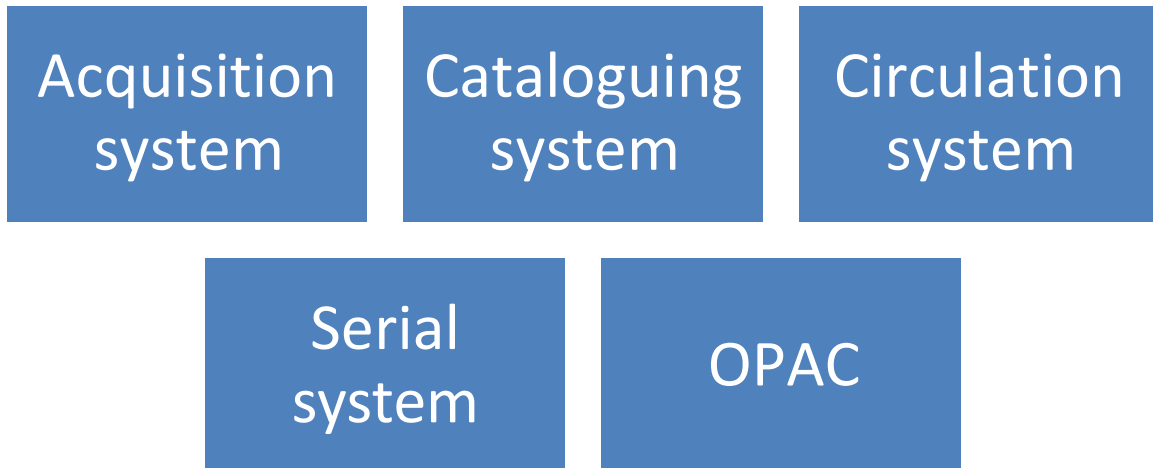 Acquisition
system
Cataloguing
system
Circulation
system
Serial
system
OPAC